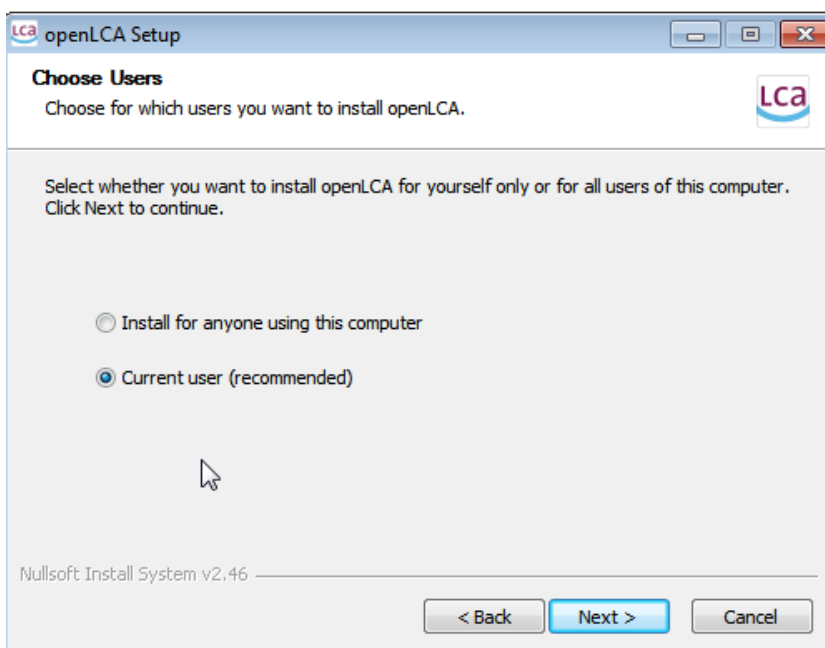 Lca openLCA Setup
Choose Users
Choose for which users you want to install openLCA.
Lca
Select whether you want to install openLCA for yourself only or for all users of this computer.
Click Next to continue.
Install for anyone using this computer
Current user (recommended)
Nullsoft Install System v2.46
< Back Next > Cancel